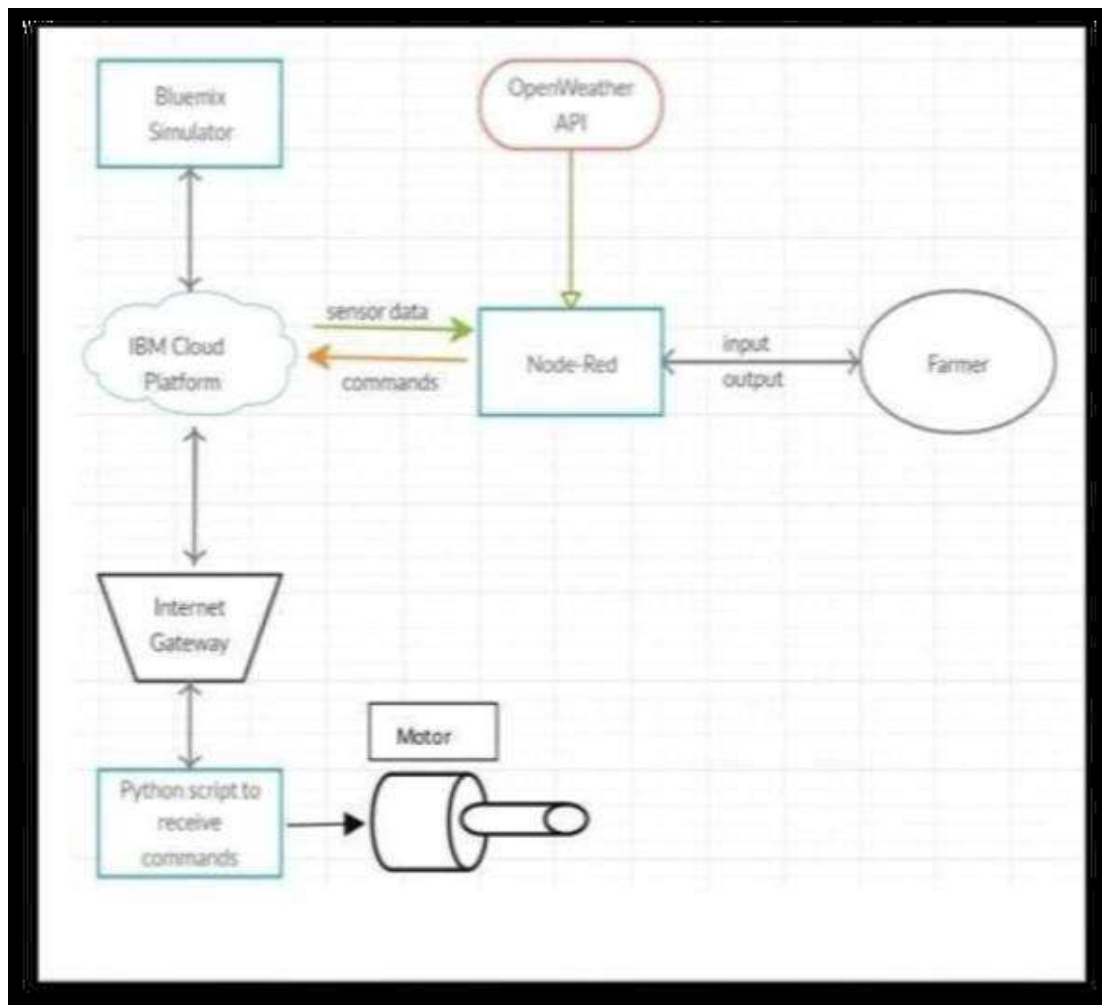 Bluemix
Simulator
OpenWeather
API
sensor data
IBM Cloud
Platform
commands
Node-Red
input
output
Farmer
Internet
Gateway
Motor
Python script to
receive
commands